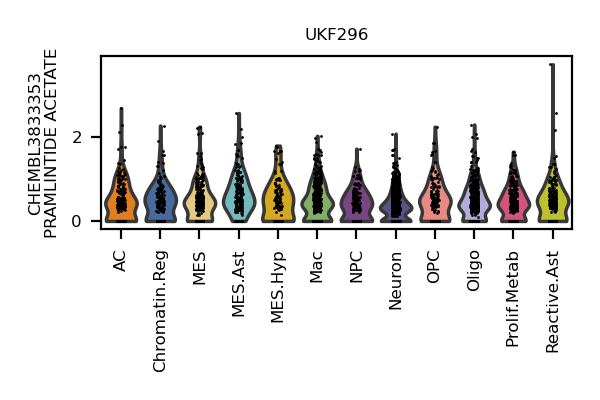 UKF296
CHEMBL3833353
PRAMLINTIDE ACETATE
2
0
AC
Chromatin.Reg
MES
MES.Ast
MES.Hyp
Mac
NPC
Neuron
OPC
Oligo
Prolif.Metab
Reactive.Ast